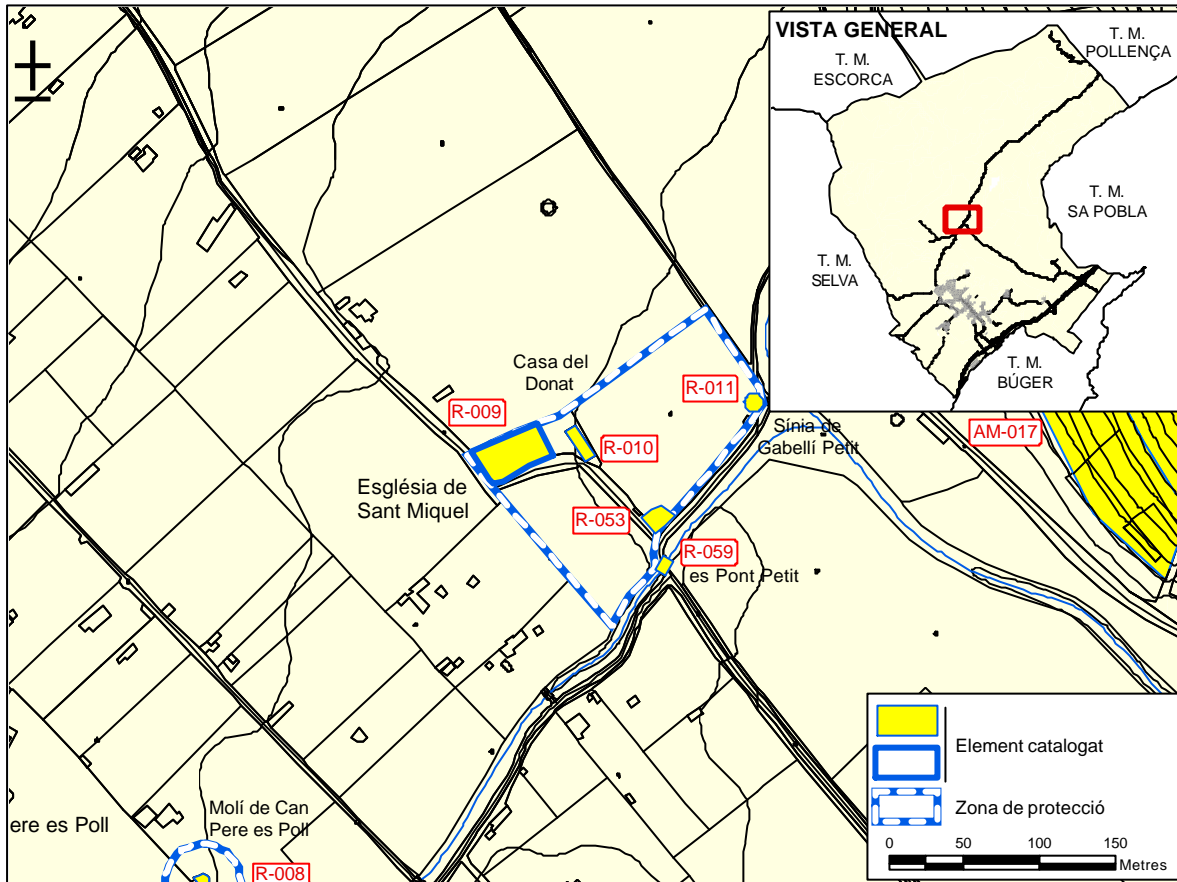 VISTA GENERAL
T. M.
ESCORCA
T. M.
POLLENÇA
T. M.
SA POBLA
T. M.
SELVA
T. M.
BÚGER
Casa del
Donat
R-009
R-011
R-010
Sínia de
Gabellí Petit
AM-017
Església de
Sant Miquel
R-053
R-059
es Pont Petit
Molí de Can
Pere es Poll
ere es Poll
R-008
Element catalogat
Zona de protecció
0 50 100 150
Metres